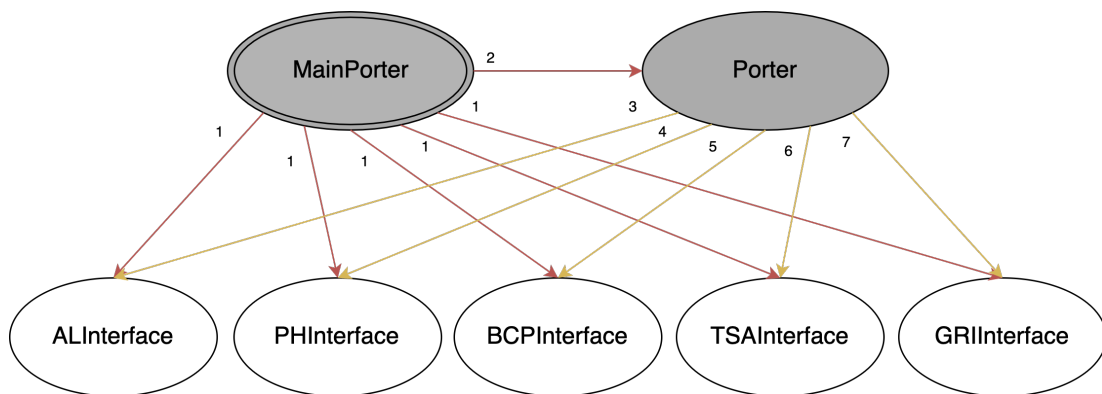 MainPorter
2
Porter
1
1
3
1
1
1
4
5
6
7
ALInterface
PHInterface
BCPInterface
TSAInterface
GRIInterface